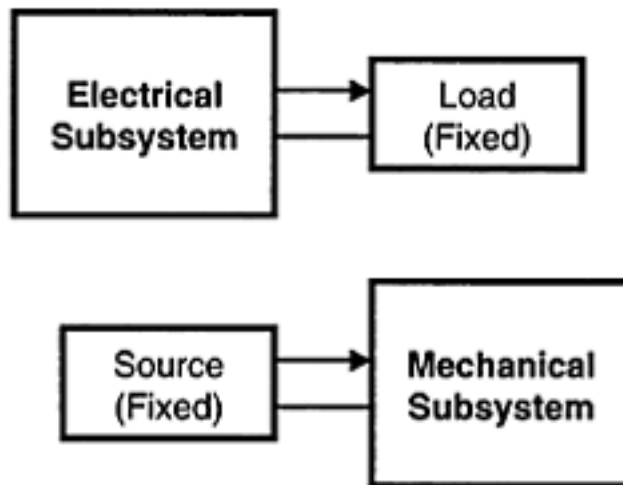 Electrical
Subsystem
Load
(Fixed)
Source
(Fixed)
Mechanical
Subsystem